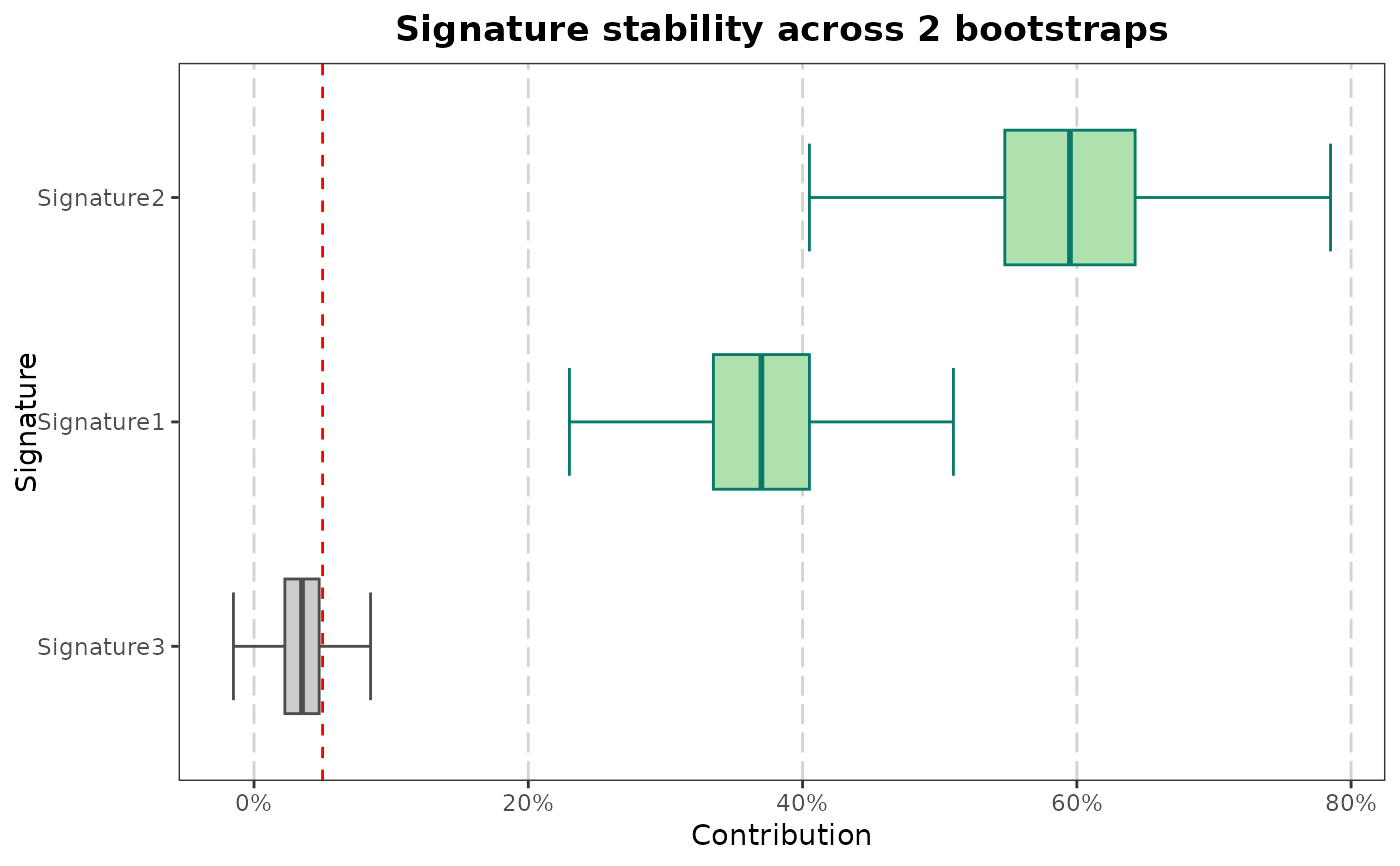 Signature stability across 2 bootstraps
Signature
Signature2
Signature1
Signature3
0% 20% 40% 60% 80%
Contribution